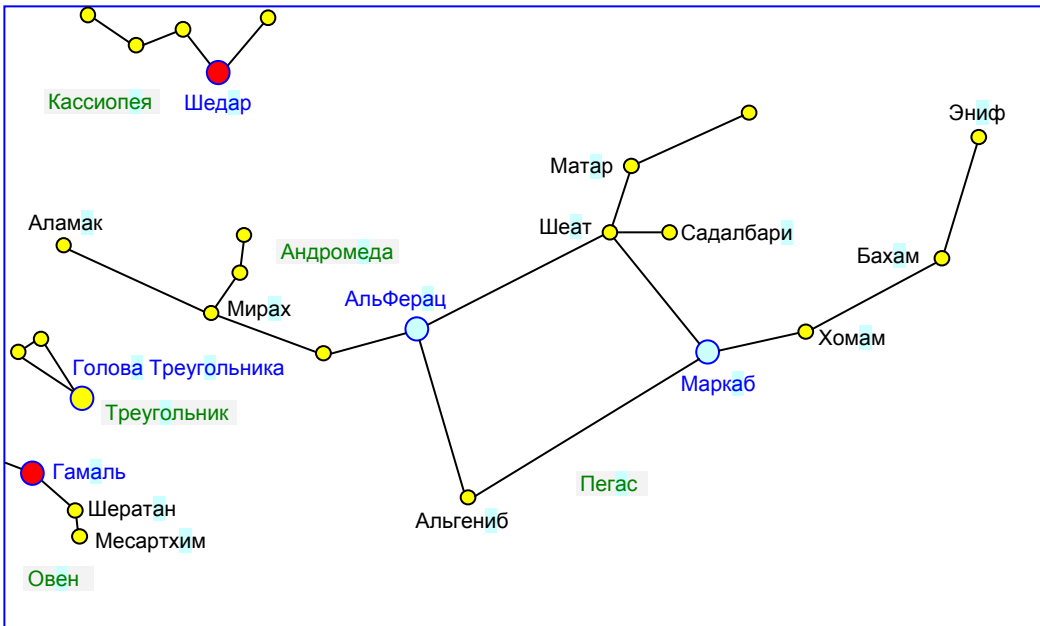 Кассиопея
Шедар
Эниф
Матар
Аламак
Шеат
Садалбари
Андромеда
Бахам
АльФерац
Мирах
Хомам
Голова Треугольника
Маркаб
Треугольник
Гамаль
Пегас
Шератан
Альгениб
Месартхим
Овен